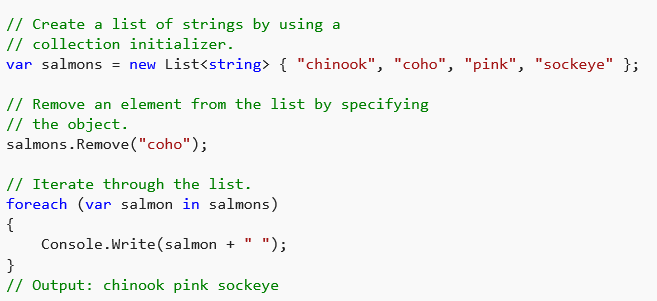 // Create a list of strings by using a
// collection initializer.
var salmons = new List<string> { "chinook", "coho", "pink", "sockeye" };

// Remove an element from the list by specifying
// the object.
salmons.Remove("coho");

// Iterate through the list.
foreach (var salmon in salmons)
{
    Console.Write(salmon + " ");
}
// Output: chinook pink sockeye